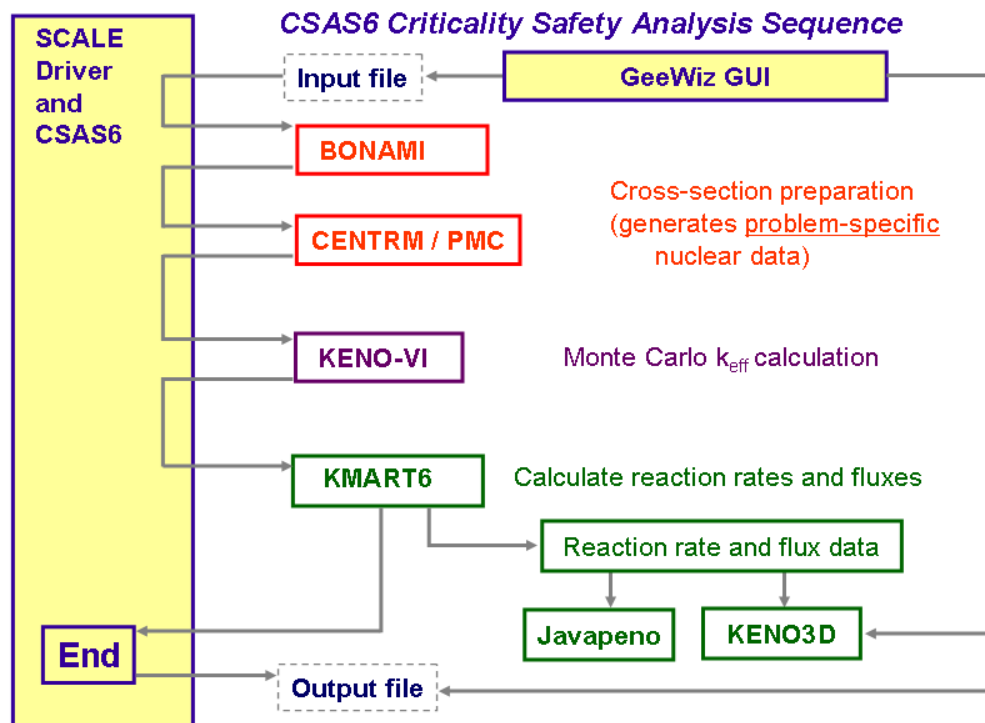 CSAS6 Criticality Safety Analysis Sequence
SCALE
Driver
and
CSAS6
Input file
GeeWiz GUI
BONAMI
Cross-section preparation
(generates problem-specific
nuclear data)
CENTRM / PMC
KENO-VI
Monte Carlo keff calculation
KMART6
Calculate reaction rates and fluxes
Reaction rate and flux data
Javapeno
KENO3D
End
Output file